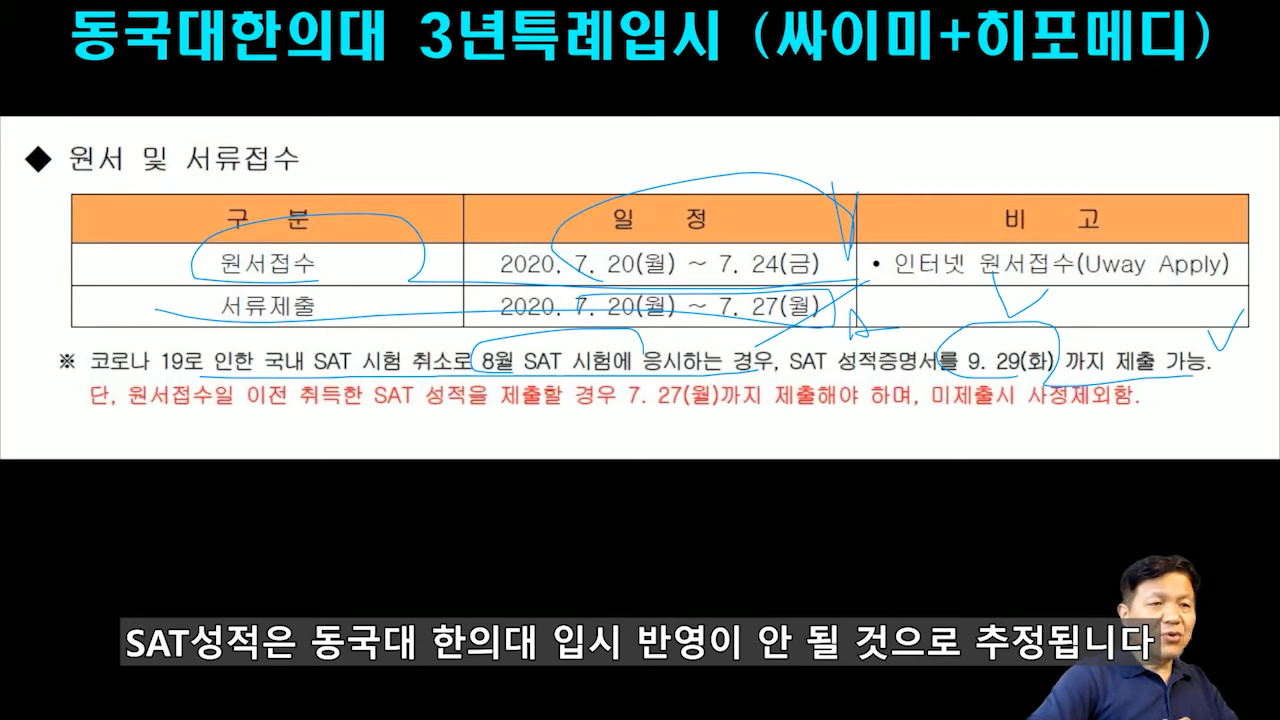 동국대한의대 3년특례입시 (싸이미+히포메디)
◆ 원서 및 서류접수
구 분 일 정 비 고
원서접수 2020. 7. 20(월) ~ 7. 24(금) • 인터넷 원서접수(Uway Apply)
서류제출 2020. 7. 20(월) ~ 7. 27(월)
※ 코로나 19로 인한 국내 SAT 시험 취소로 8월 SAT 시험에 응시하는 경우, SAT 성적증명서를 9. 29(화) 까지 제출 가능.
단, 원서접수일 이전 취득한 SAT 성적을 제출할 경우 7. 27(월)까지 제출해야 하며, 미제출시 사정제외함.
SAT성적은 동국대 한의대 입시 반영이 안 될 것으로 추정됩니다